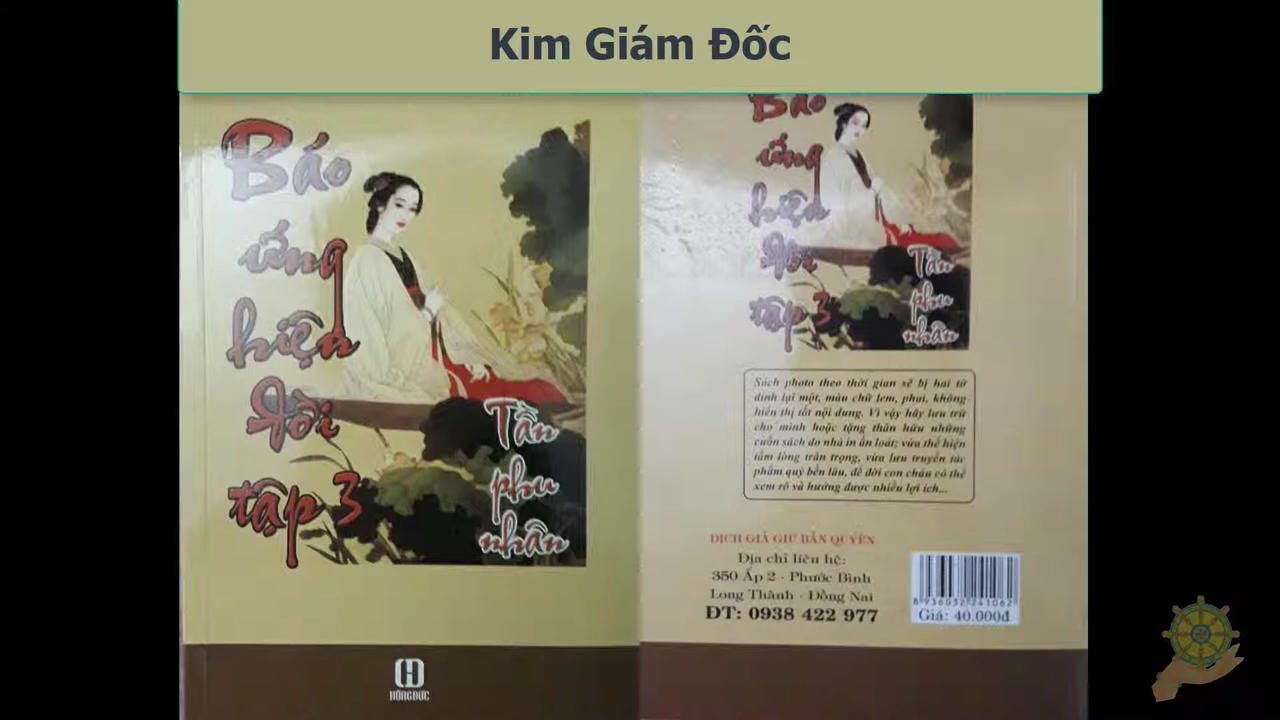 Kim Giám Đốc
Báo
ứng
hiện
đời
tập 3
Tần
phu
nhân
HỒNG ĐỨC
Báo
ứng
hiện
đời
tập 3
Tần
phu
nhân
Sách photo theo thời gian sẽ bị hai tờ
dính lại một, màu chữ lem, phai, không
hiển thị tốt nội dung. Vì vậy hãy lưu trữ
cho mình hoặc tặng thân hữu những
cuốn sách do nhà in ấn loát; vừa thể hiện
tấm lòng trân trọng, vừa lưu truyền tác
phẩm quý bền lâu, để đời con cháu có thể
xem rõ và hưởng được nhiều lợi ích...
DỊCH GIẢ GIỮ BẢN QUYỀN
Địa chỉ liên hệ:
350 Ấp 2 - Phước Bình
Long Thành - Đồng Nai
ĐT: 0938 422 977
8 936032 241062
Giá: 40.000đ